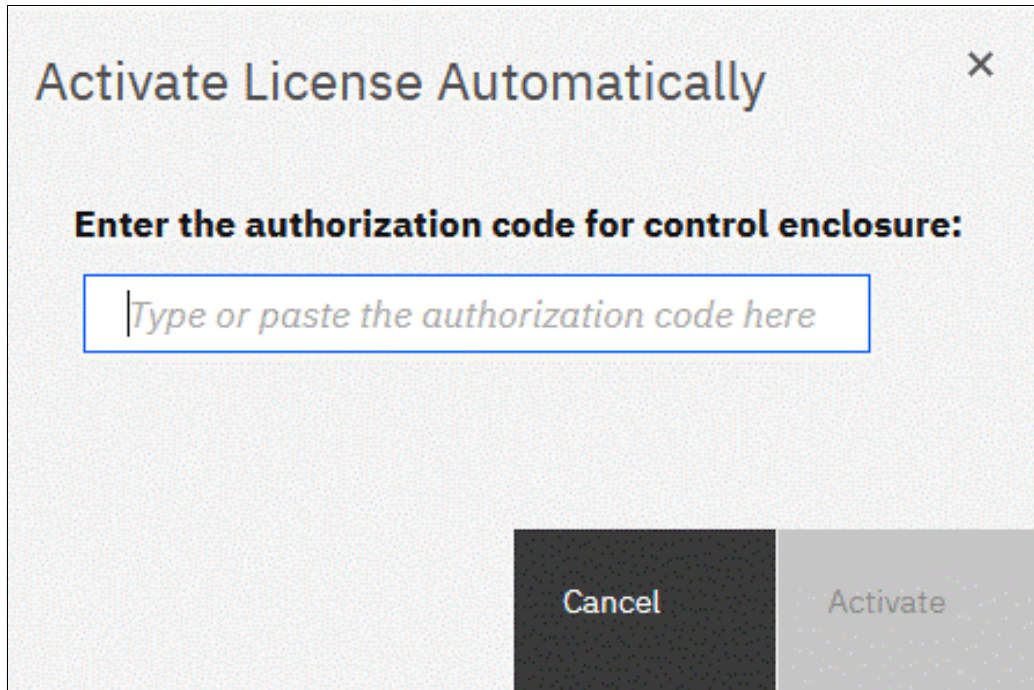 Activate License Automatically
Enter the authorization code for control enclosure:
Type or paste the authorization code here
Cancel
Activate